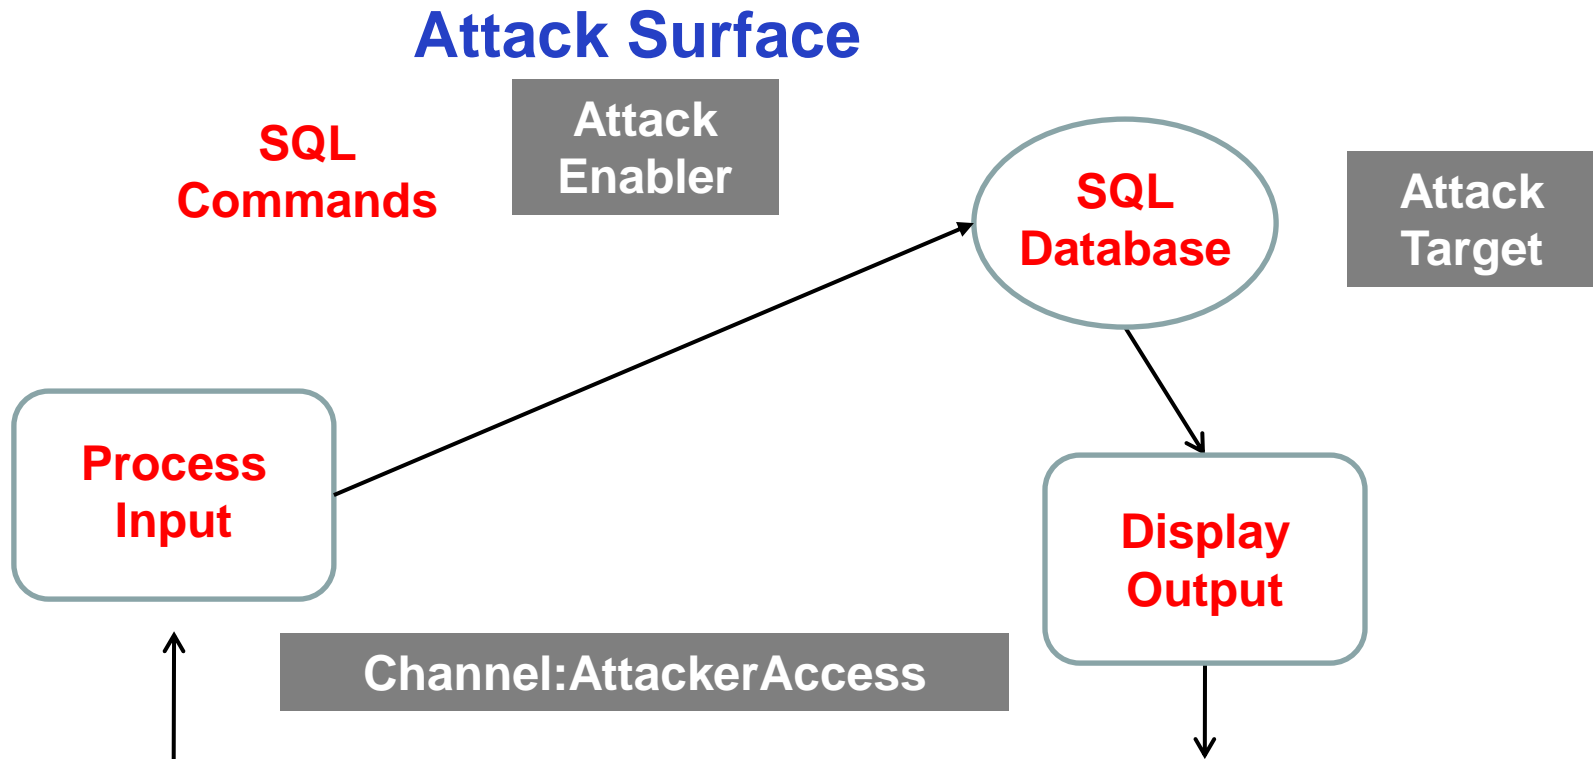 Attack Surface
Attack
Enabler
SQL
Commands
SQL
Database
Attack
Target
Process
Input
Display
Output
Channel:AttackerAccess